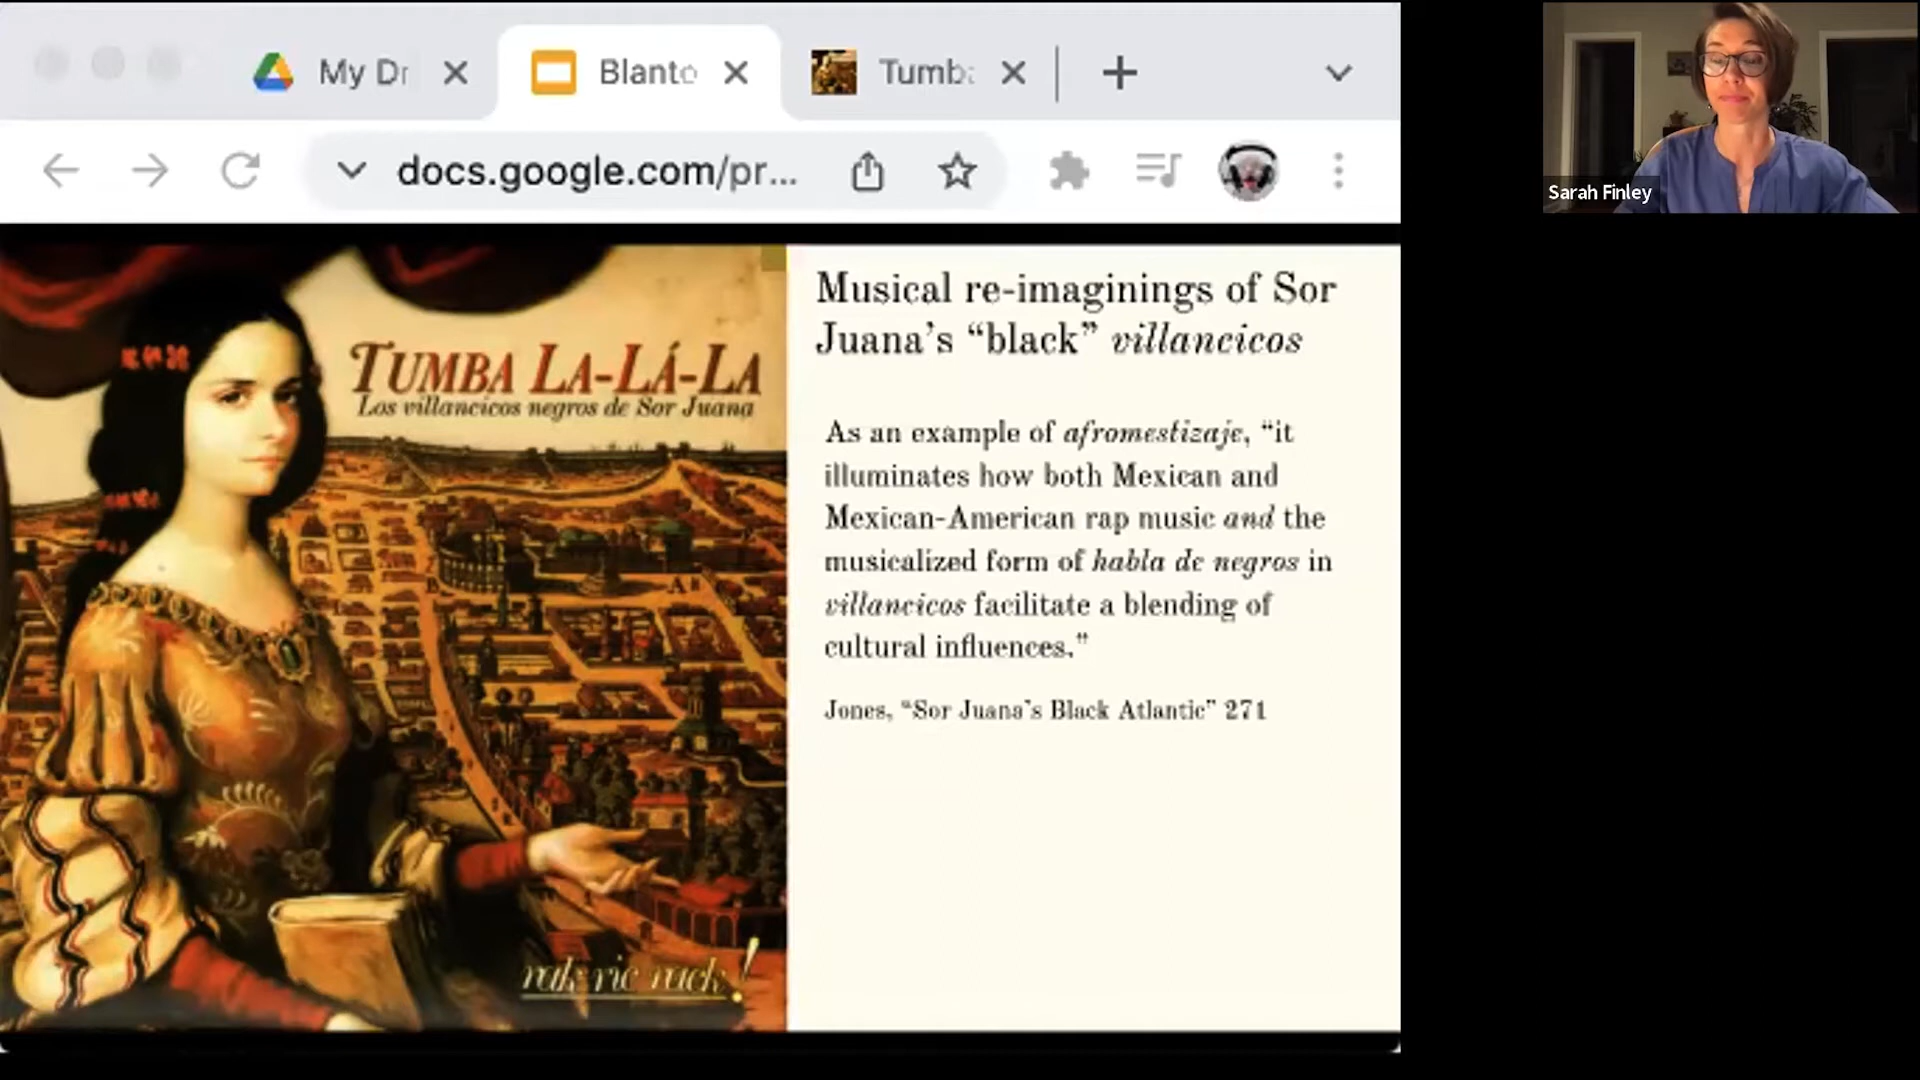 My Dr
Blanto
Tumba
docs.google.com/pr...
Sarah Finley
TUMBA LA-LÁ-LA
Los villancicos negros de Sor Juana
Musical re-imaginings of Sor
Juana's “black” villancicos
As an example of afromestizaje, “it
illuminates how both Mexican and
Mexican-American rap music and the
musicalized form of habla de negros in
villancicos facilitate a blending of
cultural influences.”
Jones, “Sor Juana's Black Atlantic” 271